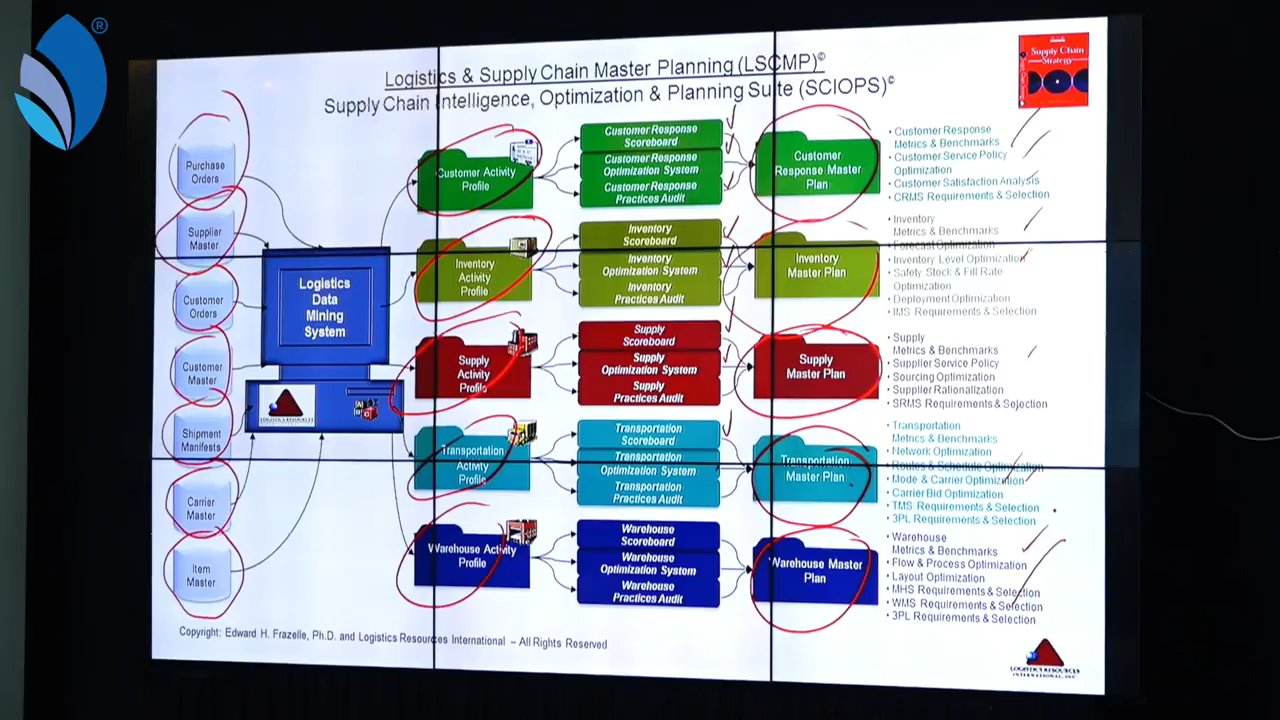 ®
Logistics & Supply Chain Master Planning (LSCMP)©
Supply Chain Intelligence, Optimization & Planning Suite (SCIOPS)©
Supply Chain
Strategy
Purchase
Orders
Supplier
Master
Customer
Orders
Customer
Master
Shipment
Manifests
Carrier
Master
Item
Master
Logistics
Data
Mining
System
LOGISTICS RESOURCES
Customer Activity
Profile
Customer Response
Scoreboard
Customer Response
Optimization System
Customer Response
Practices Audit
Customer
Response Master
Plan
• Customer Response
Metrics & Benchmarks
• Customer Service Policy
Optimization
• Customer Satisfaction Analysis
• CRMS Requirements & Selection
Inventory
Activity
Profile
Inventory
Scoreboard
Inventory
Optimization System
Inventory
Practices Audit
Inventory
Master Plan
• Inventory
Metrics & Benchmarks
• Forecast Optimization
• Inventory Level Optimization
• Safety Stock & Fill Rate
Optimization
• Deployment Optimization
• IMS Requirements & Selection
Supply
Activity
Profile
Supply
Scoreboard
Supply
Optimization System
Supply
Practices Audit
Supply
Master Plan
• Supply
Metrics & Benchmarks
• Supplier Service Policy
• Sourcing Optimization
• Supplier Rationalization
• SRMS Requirements & Selection
Transportation
Activity
Profile
Transportation
Scoreboard
Transportation
Optimization System
Transportation
Practices Audit
Transportation
Master Plan
• Transportation
Metrics & Benchmarks
• Network Optimization
• Routes & Schedule Optimization
• Mode & Carrier Optimization
• Carrier Bid Optimization
• TMS Requirements & Selection
• 3PL Requirements & Selection
Warehouse Activity
Profile
Warehouse
Scoreboard
Warehouse
Optimization System
Warehouse
Practices Audit
Warehouse Master
Plan
• Warehouse
Metrics & Benchmarks
• Flow & Process Optimization
• Layout Optimization
• MHS Requirements & Selection
• WMS Requirements & Selection
• 3PL Requirements & Selection
Copyright: Edward H. Frazelle, Ph.D. and Logistics Resources International – All Rights Reserved
LOGISTICS RESOURCES
INTERNATIONAL, INC